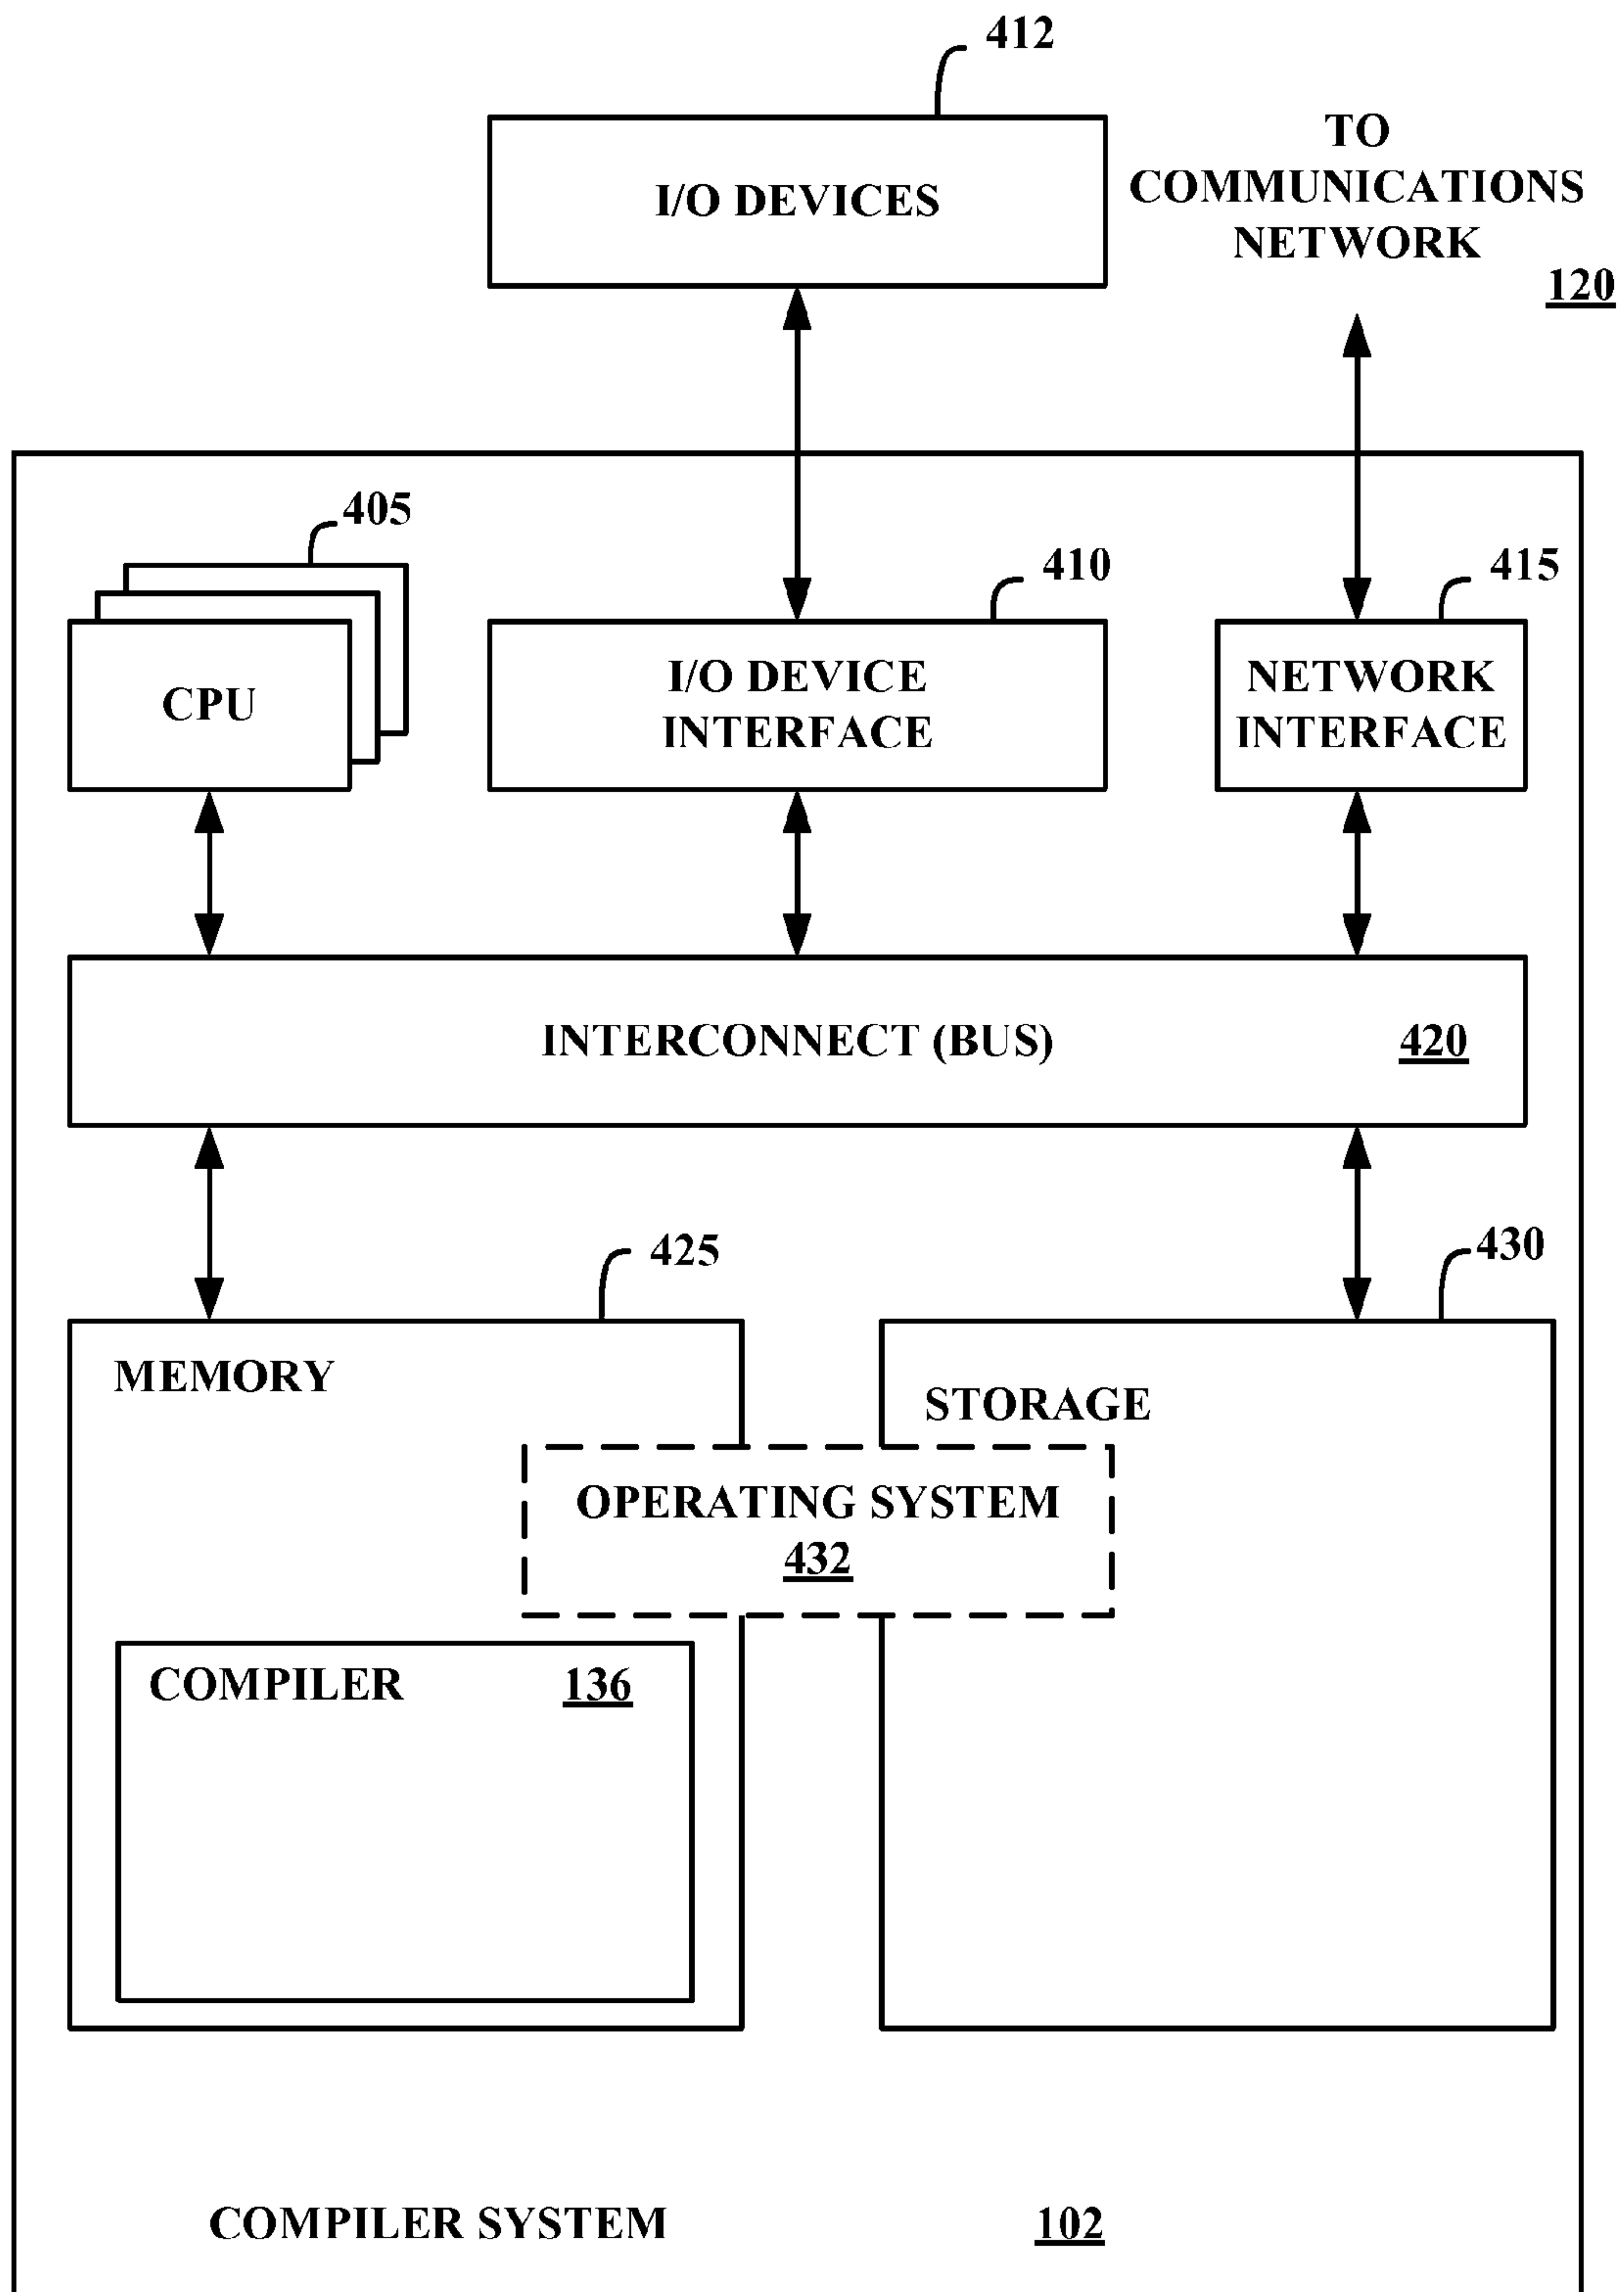 412
I/O DEVICES
TO
COMMUNICATIONS
NETWORK
120
405
CPU
410
I/O DEVICE
INTERFACE
415
NETWORK
INTERFACE
INTERCONNECT (BUS)
420
425
MEMORY
430
STORAGE
OPERATING SYSTEM
432
COMPILER
136
COMPILER SYSTEM
102